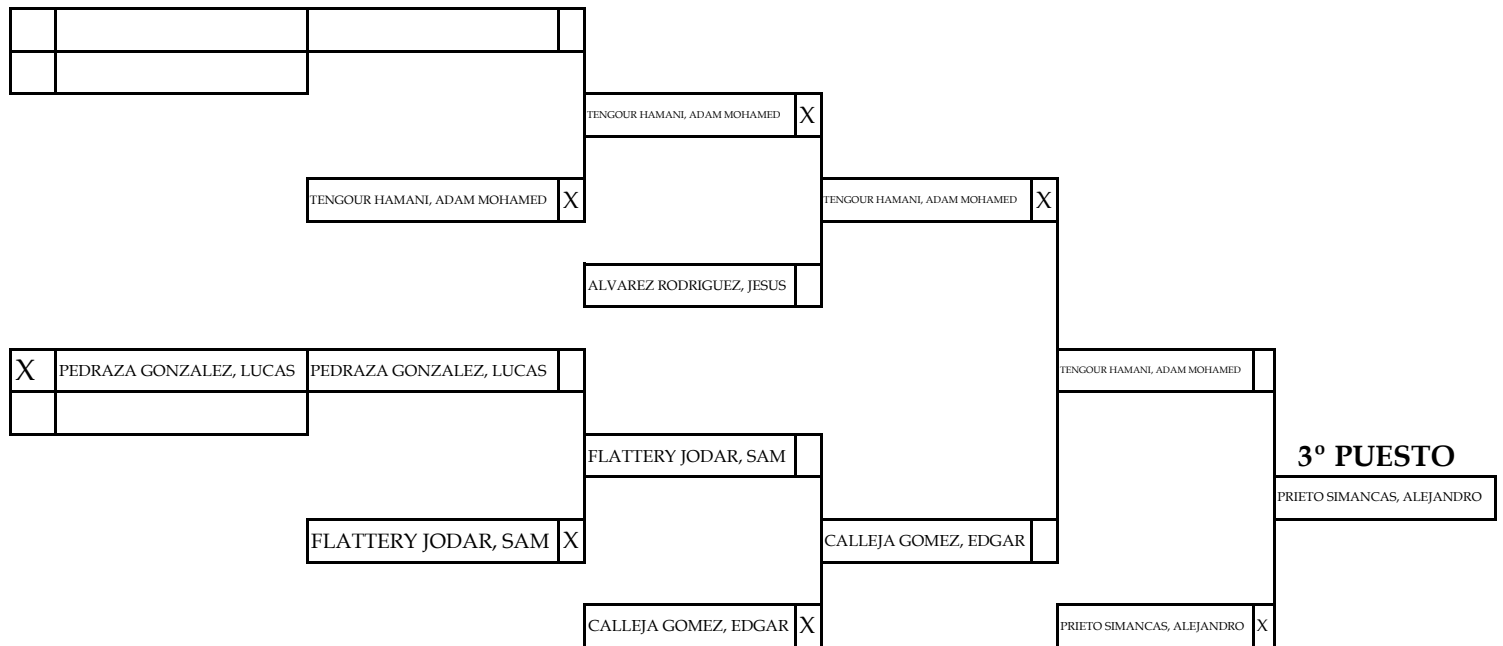 TENGOUR HAMANI, ADAM MOHAMED X
TENGOUR HAMANI, ADAM MOHAMED X
TENGOUR HAMANI, ADAM MOHAMED X
ALVAREZ RODRIGUEZ, JESUS
X PEDRAZA GONZALEZ, LUCAS PEDRAZA GONZALEZ, LUCAS
TENGOUR HAMANI, ADAM MOHAMED
FLATTERY JODAR, SAM
3º PUESTO
PRIETO SIMANCAS, ALEJANDRO
FLATTERY JODAR, SAM X
CALLEJA GOMEZ, EDGAR
CALLEJA GOMEZ, EDGAR X
PRIETO SIMANCAS, ALEJANDRO X